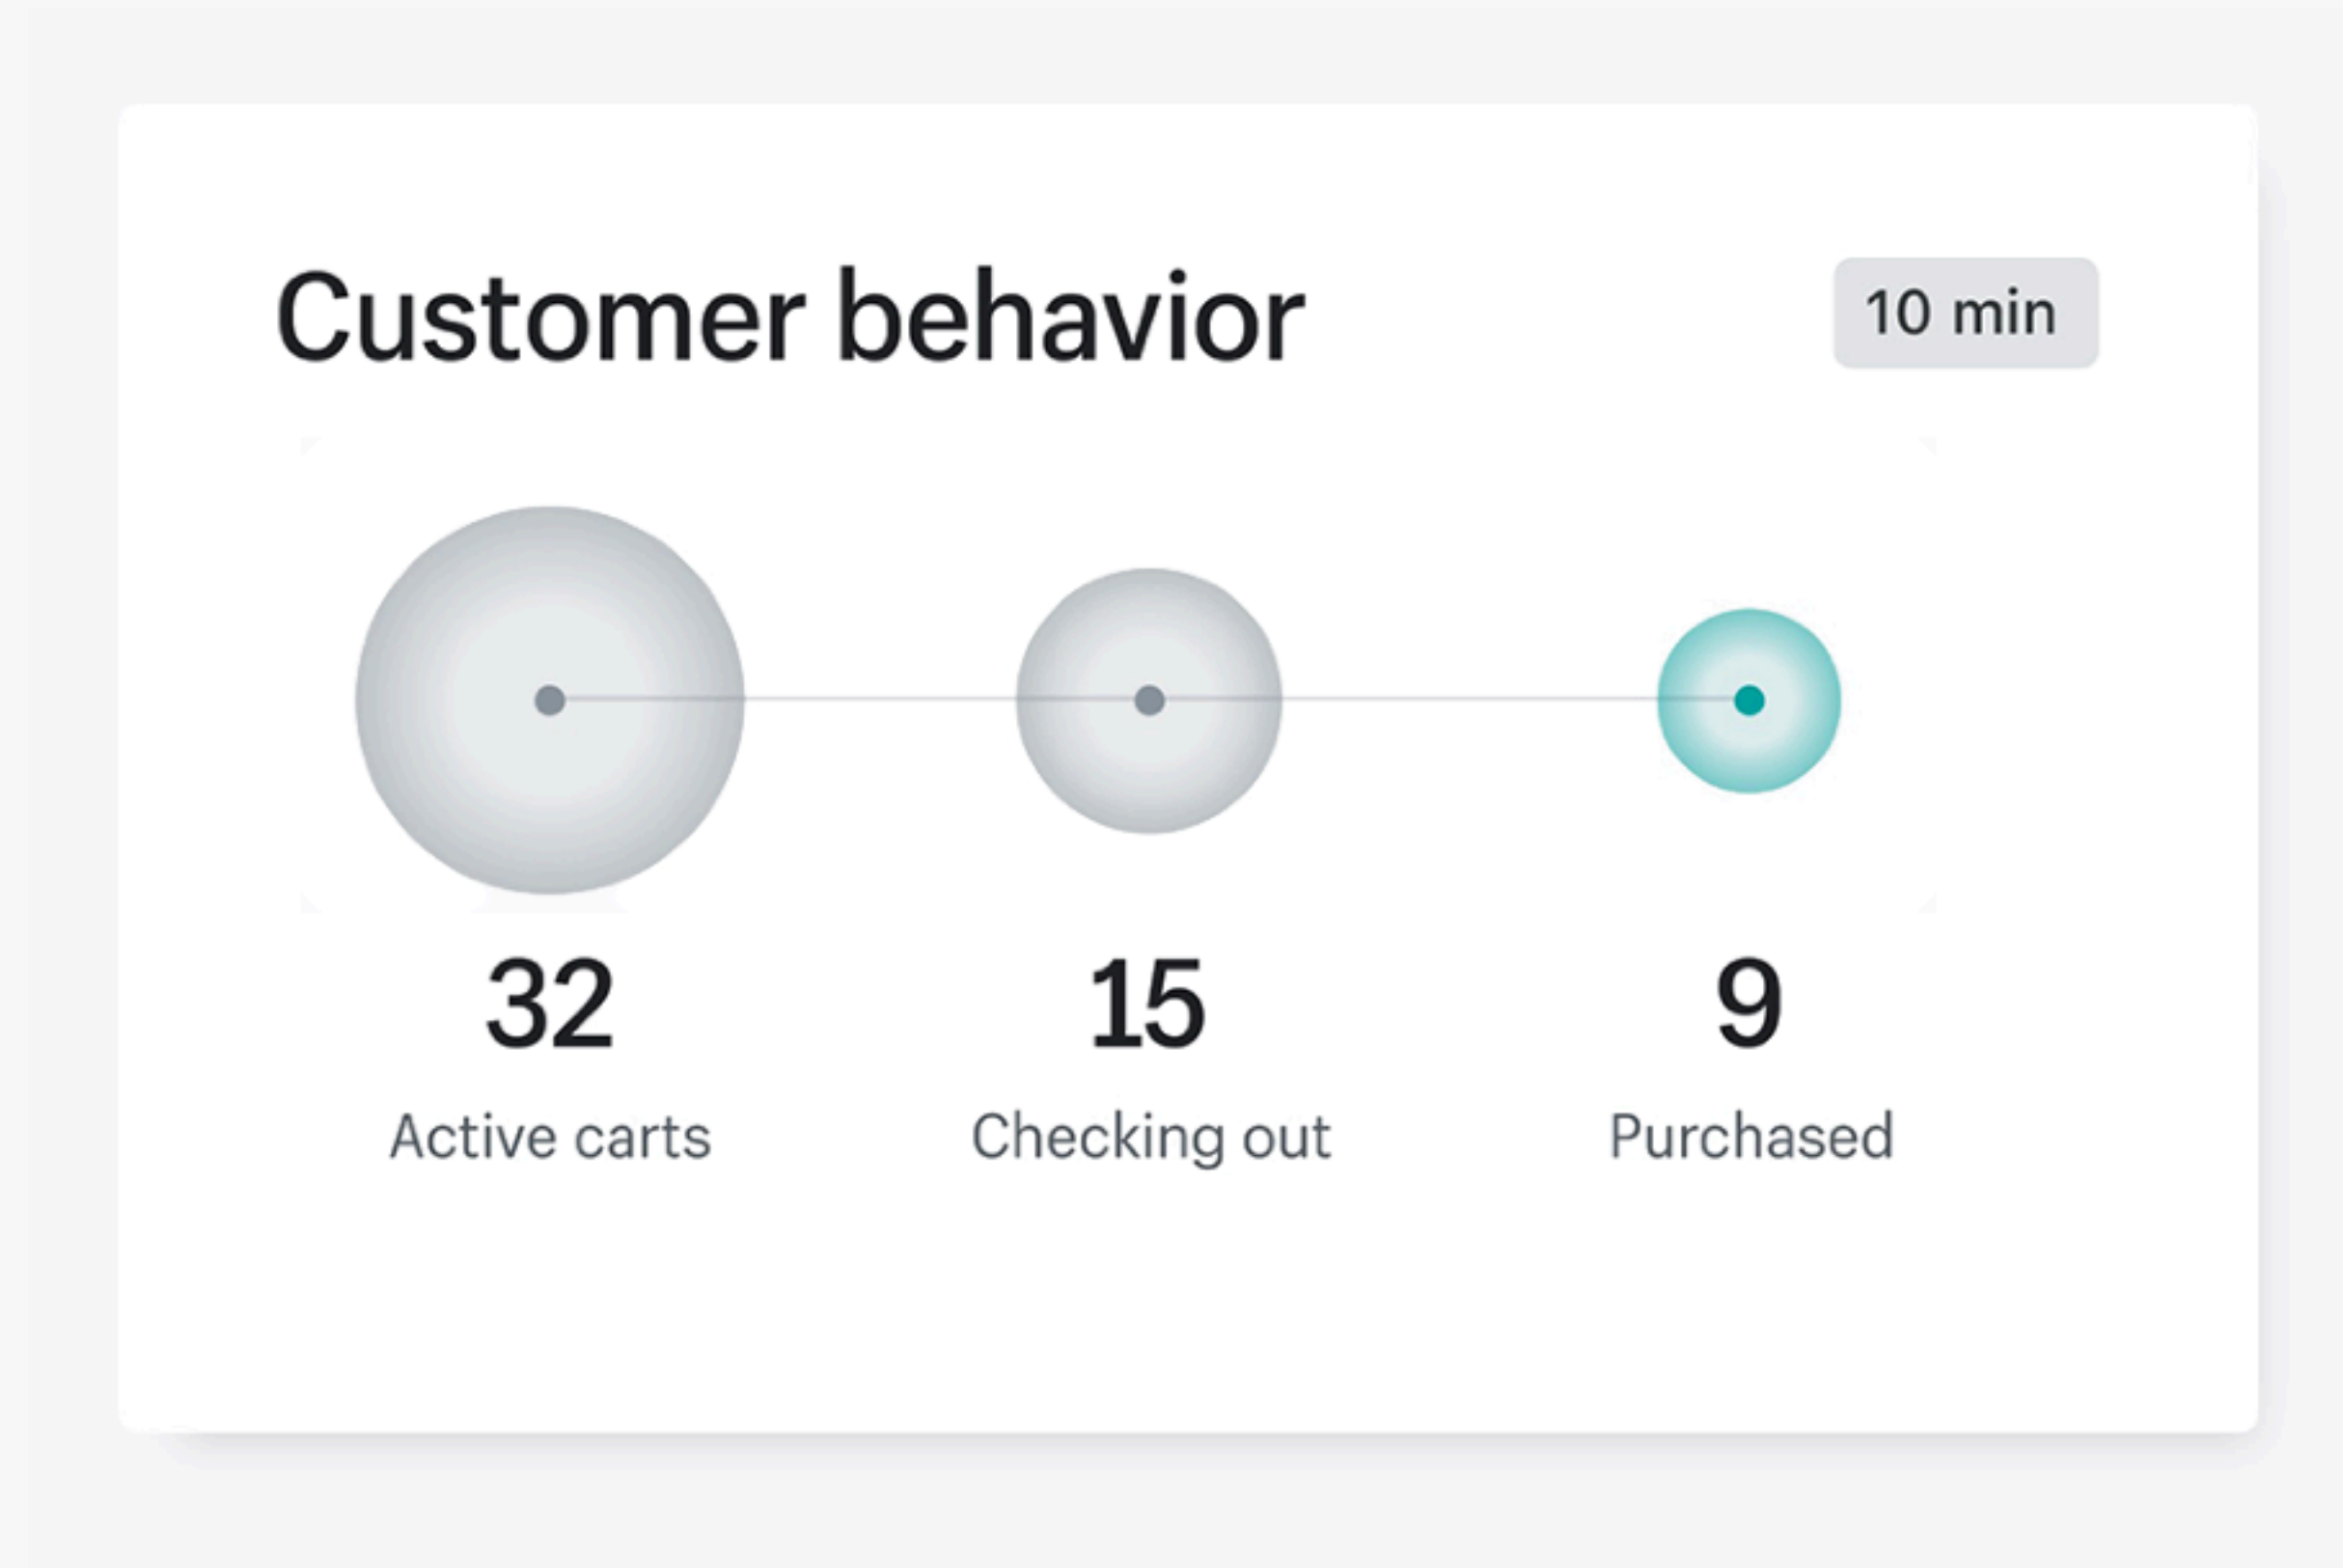 Customer behavior
10 min
32
15
9
Active carts
Checking out
Purchased